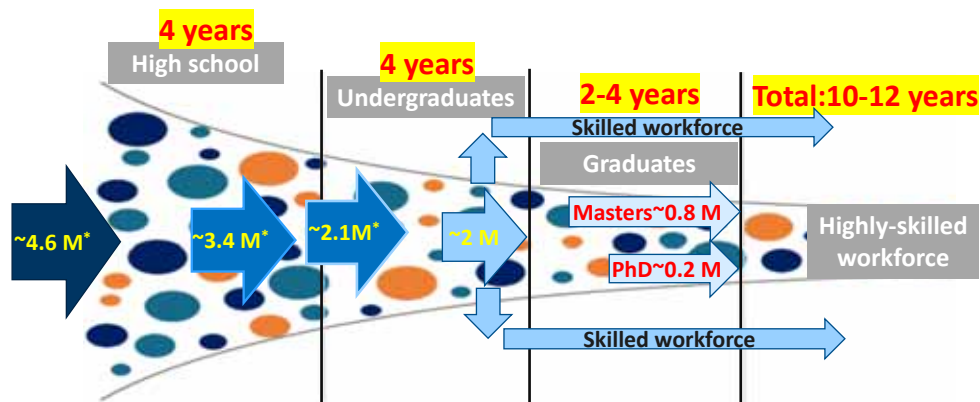 4 years
High school
4 years
Undergraduates
2-4 years
Total:10-12 years
Skilled workforce
Graduates
~4.6 M*
~3.4 M*
~2.1M*
~2 M
Masters~0.8 M
PhD~0.2 M
Highly-skilled
workforce
Skilled workforce